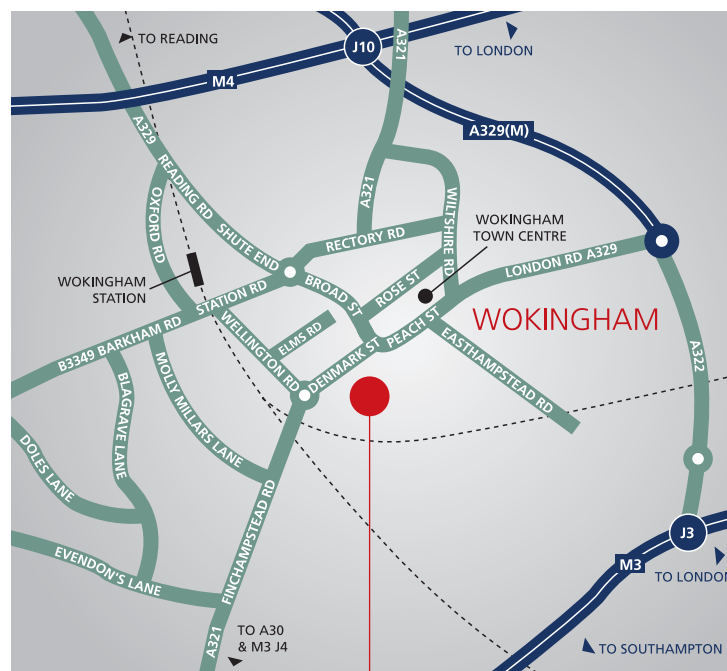 TO READING
J10
A321
TO LONDON
M4
A329(M)
A329
READING RD
OXFORD RD
SHUTE END
A321
WILTSHIRE RD
RECTORY RD
WOKINGHAM
TOWN CENTRE
LONDON RD A329
WOKINGHAM
STATION
STATION RD
BROAD ST
ROSE ST
B3349 BARKHAM RD
WELLINGTON RD
ELMS RD
DENMARK ST
PEACH ST
WOKINGHAM
EASTHAMPSTEAD RD
A322
MOLLY MILLARS LANE
BLAGRAVE LANE
DOLES LANE
FINCHAMPSTEAD RD
EVENDON'S LANE
J3
M3
TO LONDON
A321
TO A30
& M3 J4
TO SOUTHAMPTON